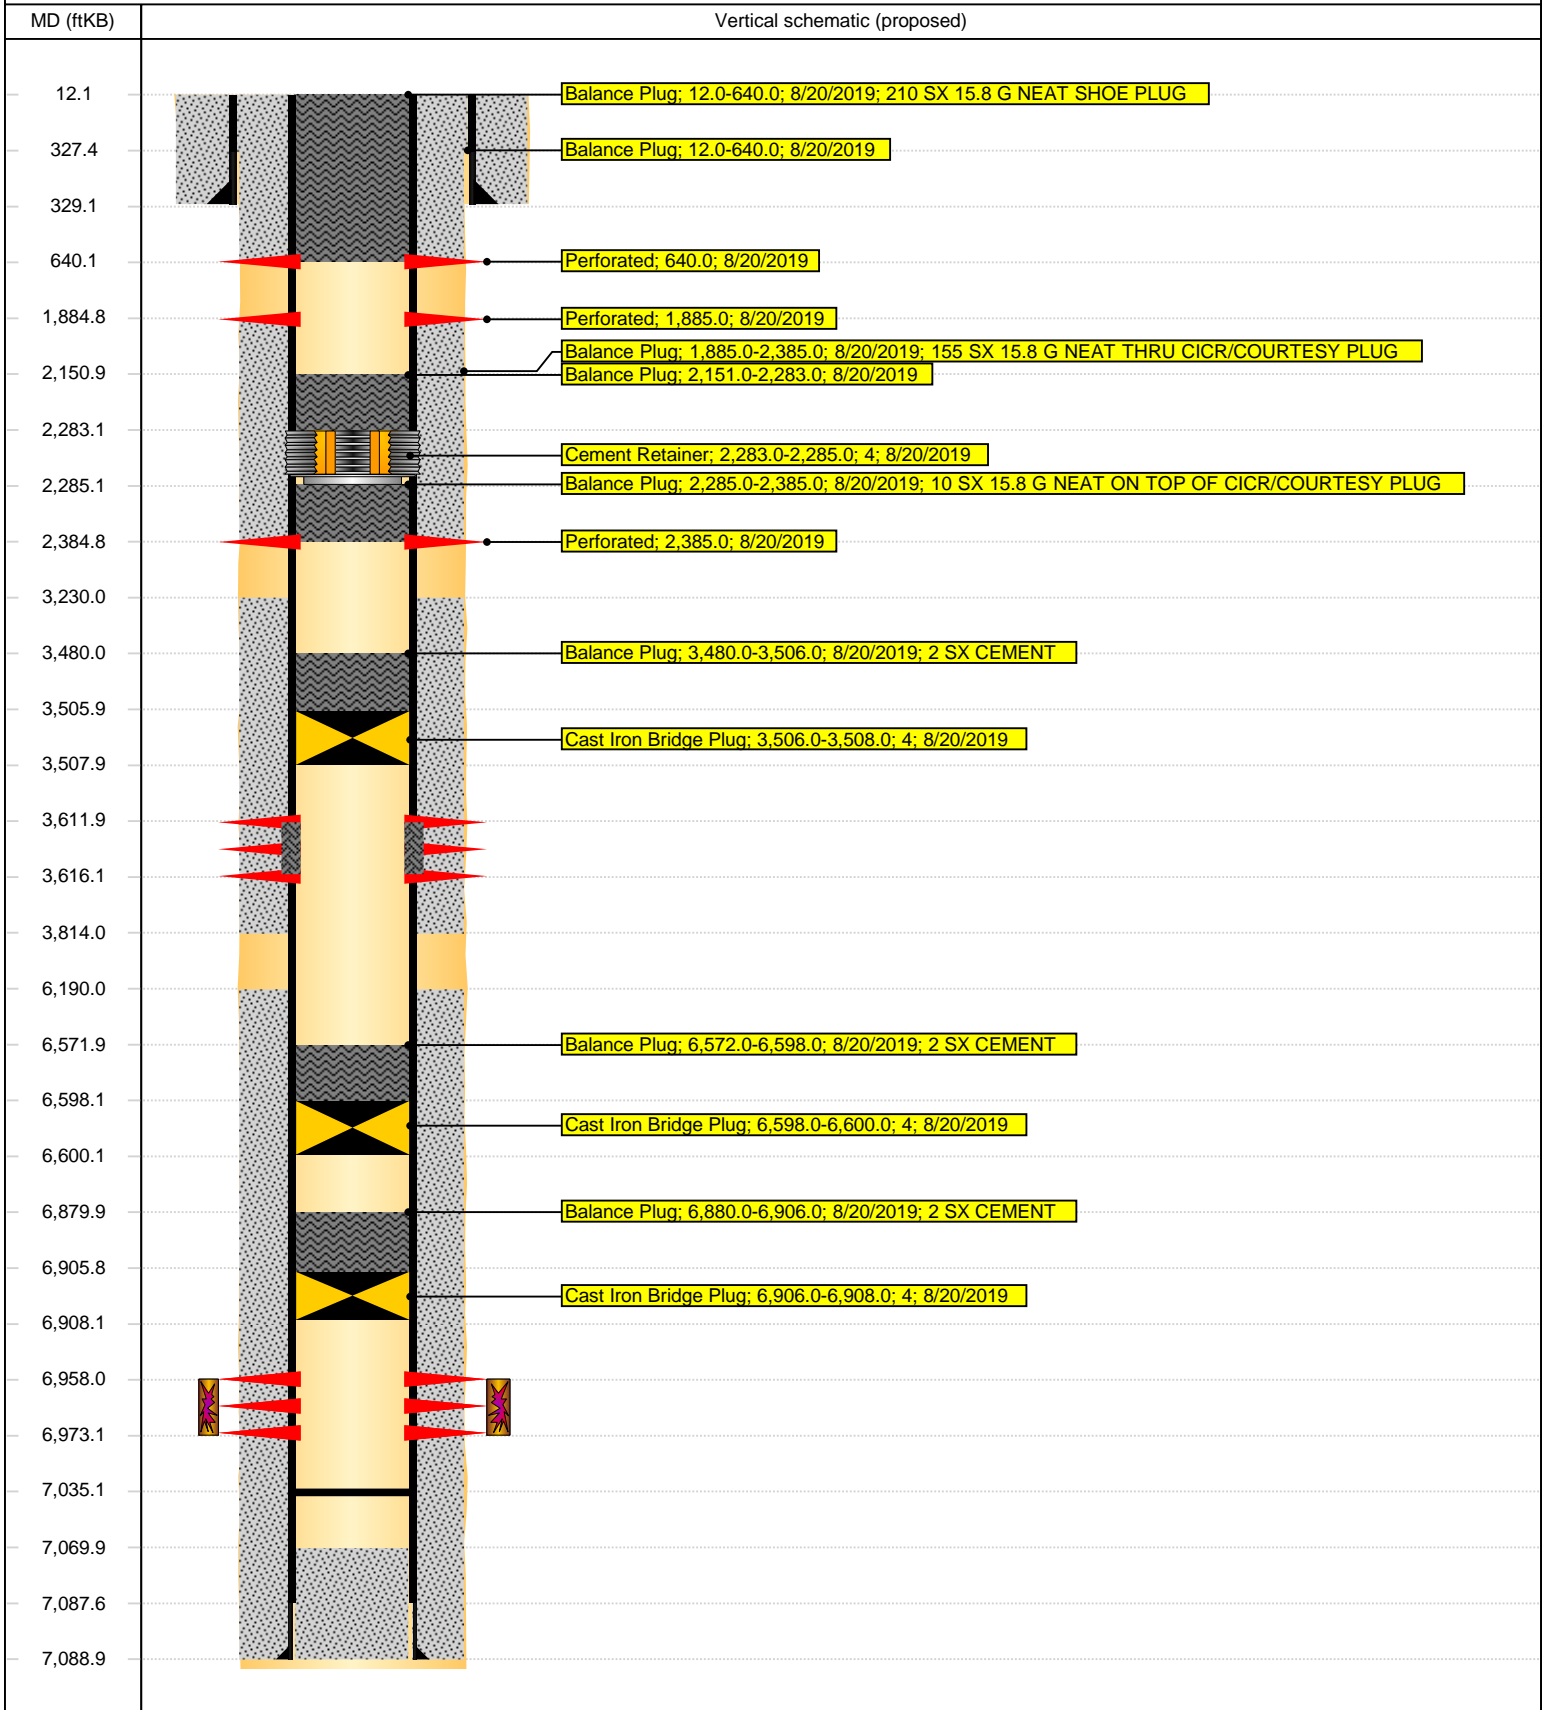 MD (ftKB)
Vertical schematic (proposed)
12.1
Balance Plug; 12.0-640.0; 8/20/2019; 210 SX 15.8 G NEAT SHOE PLUG
327.4
Balance Plug; 12.0-640.0; 8/20/2019
329.1
640.1
Perforated; 640.0; 8/20/2019
1,884.8
Perforated; 1,885.0; 8/20/2019
Balance Plug; 1,885.0-2,385.0; 8/20/2019; 155 SX 15.8 G NEAT THRU CICR/COURTESY PLUG
2,150.9
Balance Plug; 2,151.0-2,283.0; 8/20/2019
2,283.1
Cement Retainer; 2,283.0-2,285.0; 4; 8/20/2019
2,285.1
Balance Plug; 2,285.0-2,385.0; 8/20/2019; 10 SX 15.8 G NEAT ON TOP OF CICR/COURTESY PLUG
2,384.8
Perforated; 2,385.0; 8/20/2019
3,230.0
3,480.0
Balance Plug; 3,480.0-3,506.0; 8/20/2019; 2 SX CEMENT
3,505.9
Cast Iron Bridge Plug; 3,506.0-3,508.0; 4; 8/20/2019
3,507.9
3,611.9
3,616.1
3,814.0
6,190.0
6,571.9
Balance Plug; 6,572.0-6,598.0; 8/20/2019; 2 SX CEMENT
6,598.1
Cast Iron Bridge Plug; 6,598.0-6,600.0; 4; 8/20/2019
6,600.1
6,879.9
Balance Plug; 6,880.0-6,906.0; 8/20/2019; 2 SX CEMENT
6,905.8
Cast Iron Bridge Plug; 6,906.0-6,908.0; 4; 8/20/2019
6,908.1
6,958.0
6,973.1
7,035.1
7,069.9
7,087.6
7,088.9